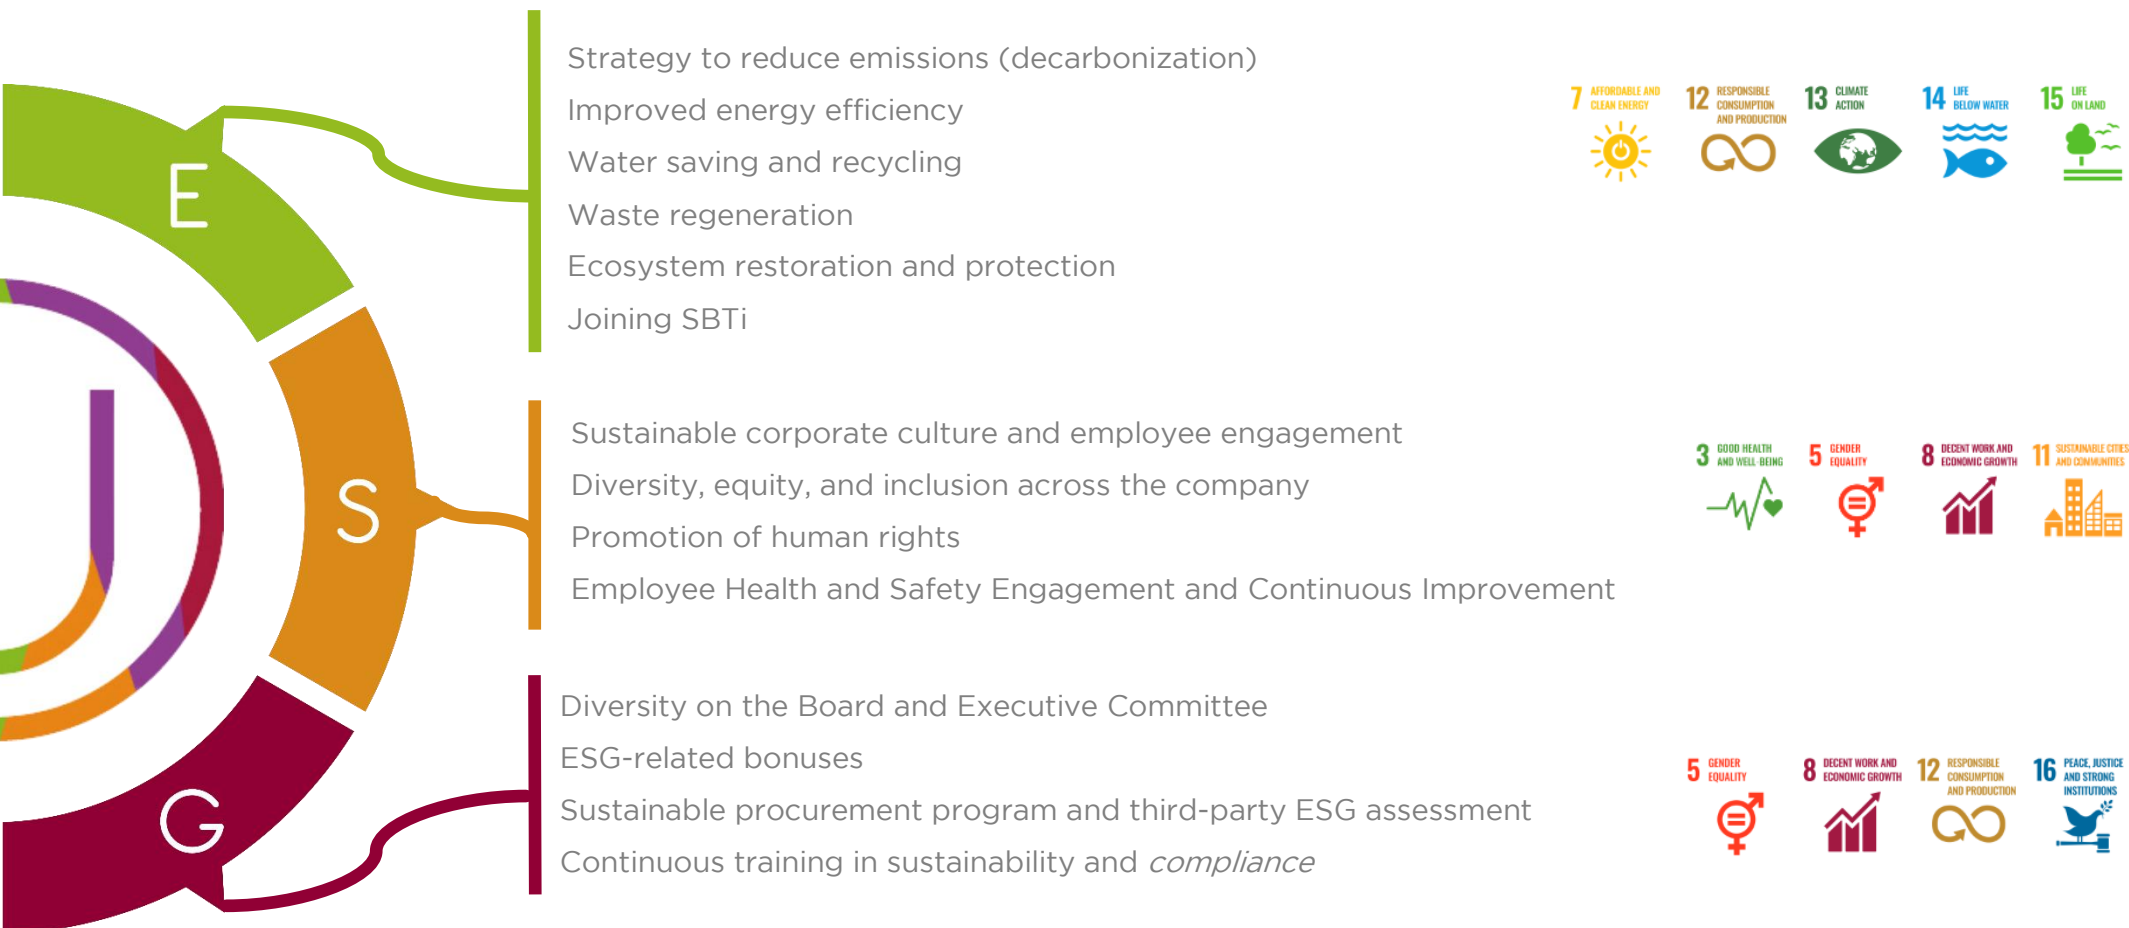 E
Strategy to reduce emissions (decarbonization)
Improved energy efficiency
Water saving and recycling
Waste regeneration
Ecosystem restoration and protection
Joining SBTi
7 AFFORDABLE AND
CLEAN ENERGY
12 RESPONSIBLE
CONSUMPTION
AND PRODUCTION
13 CLIMATE
ACTION
14 LIFE
BELOW WATER
15 LIFE
ON LAND
S
Sustainable corporate culture and employee engagement
Diversity, equity, and inclusion across the company
Promotion of human rights
Employee Health and Safety Engagement and Continuous Improvement
3 GOOD HEALTH
AND WELL-BEING
5 GENDER
EQUALITY
8 DECENT WORK AND
ECONOMIC GROWTH
11 SUSTAINABLE CITIES
AND COMMUNITIES
G
Diversity on the Board and Executive Committee
ESG-related bonuses
Sustainable procurement program and third-party ESG assessment
Continuous training in sustainability and compliance
5 GENDER
EQUALITY
8 DECENT WORK AND
ECONOMIC GROWTH
12 RESPONSIBLE
CONSUMPTION
AND PRODUCTION
16 PEACE, JUSTICE
AND STRONG
INSTITUTIONS